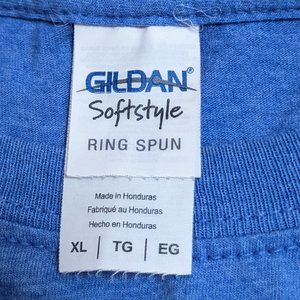 GILDAN®
Softstyle
RING SPUN
Made in Honduras
Fabriqué au Honduras
Hecho en Honduras
XL | TG | EG